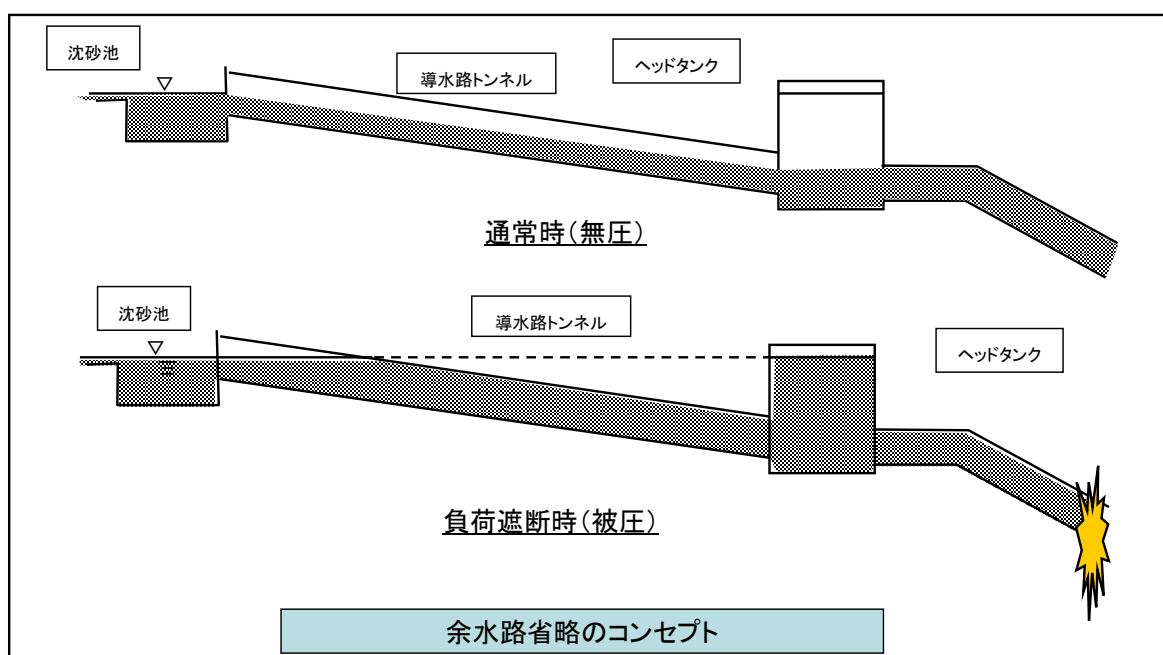 沈砂池
導水路トンネル
ヘッドタンク
通常時(無圧)
沈砂池
導水路トンネル
ヘッドタンク
負荷遮断時(被圧)
余水路省略のコンセプト